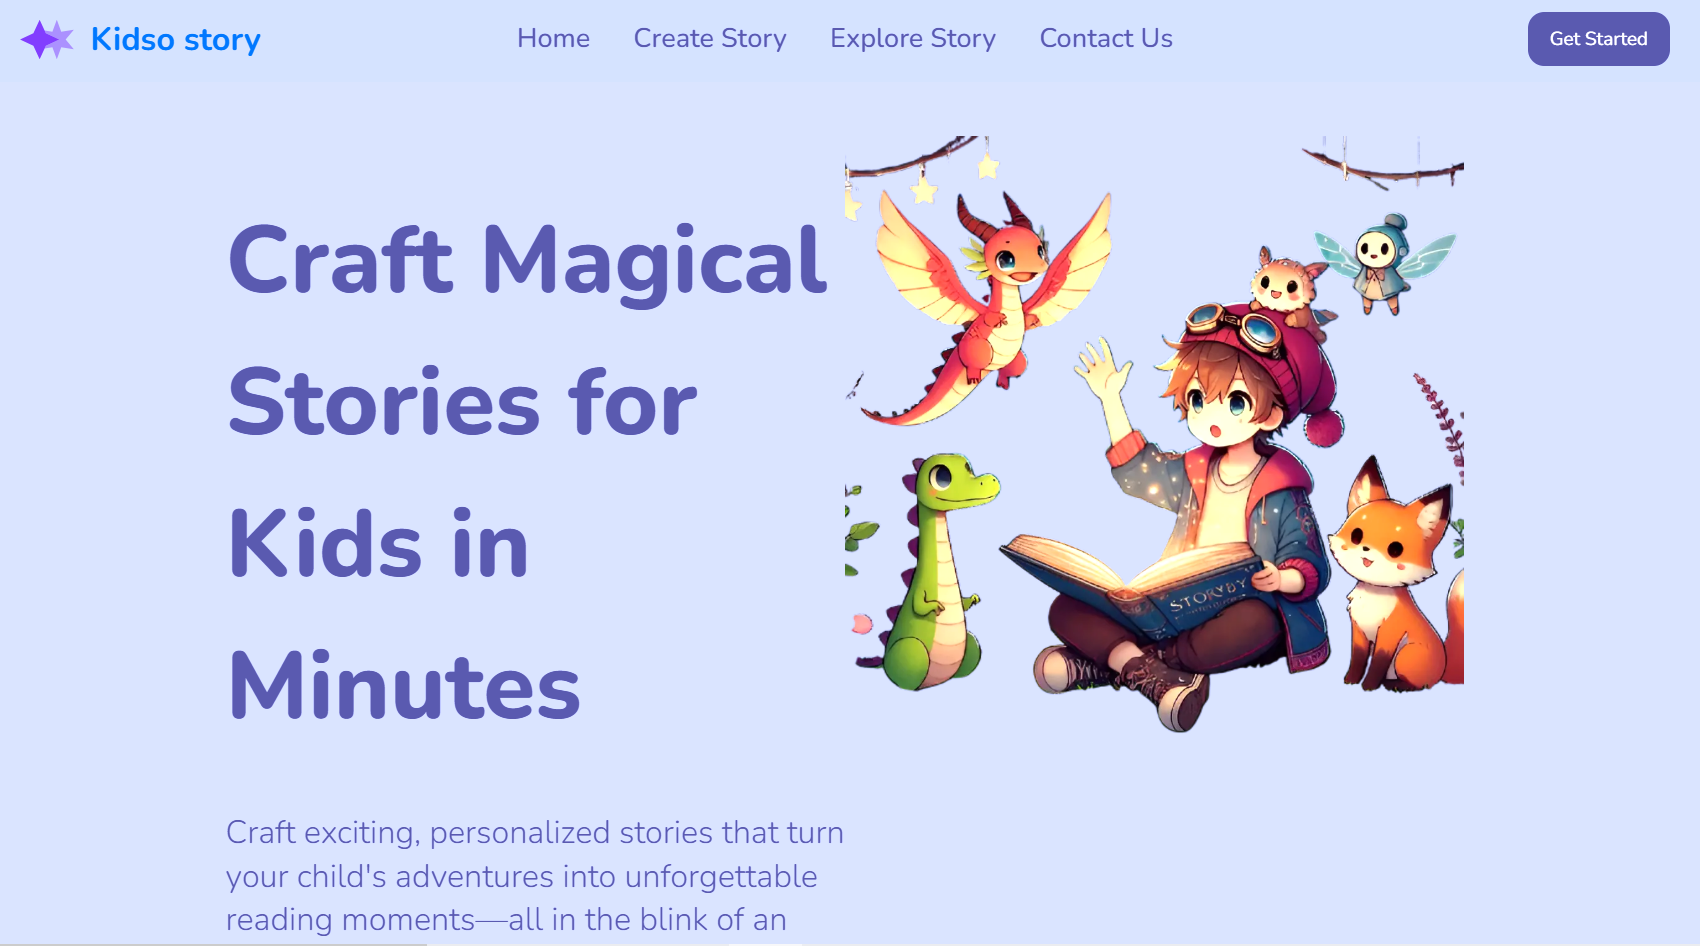 Kidso story
Home Create Story Explore Story Contact Us
Get Started
Craft Magical
Stories for
Kids in
Minutes
STORYBY
Craft exciting, personalized stories that turn
your child's adventures into unforgettable
reading moments—all in the blink of an